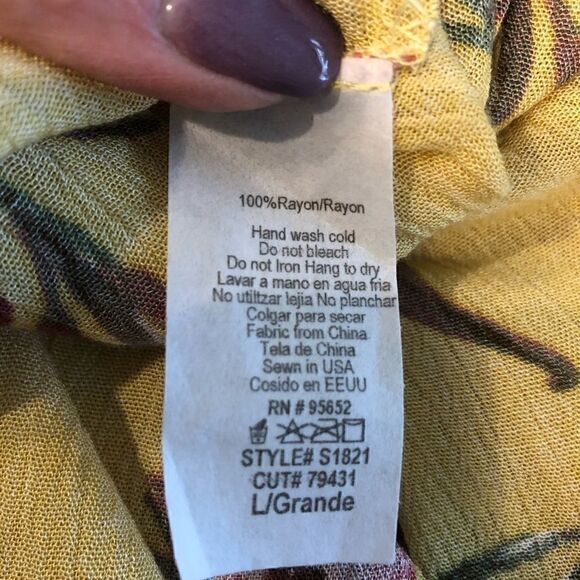 100%Rayon/Rayon
Hand wash cold
Do not bleach
Do not Iron Hang to dry
Lavar a mano en agua fria
No utiltzar lejia No planchar
Colgar para secar
Fabric from China
Tela de China
Sewn in USA
Cosido en EEUU
RN # 95652
STYLE# S1821
CUT# 79431
L/Grande